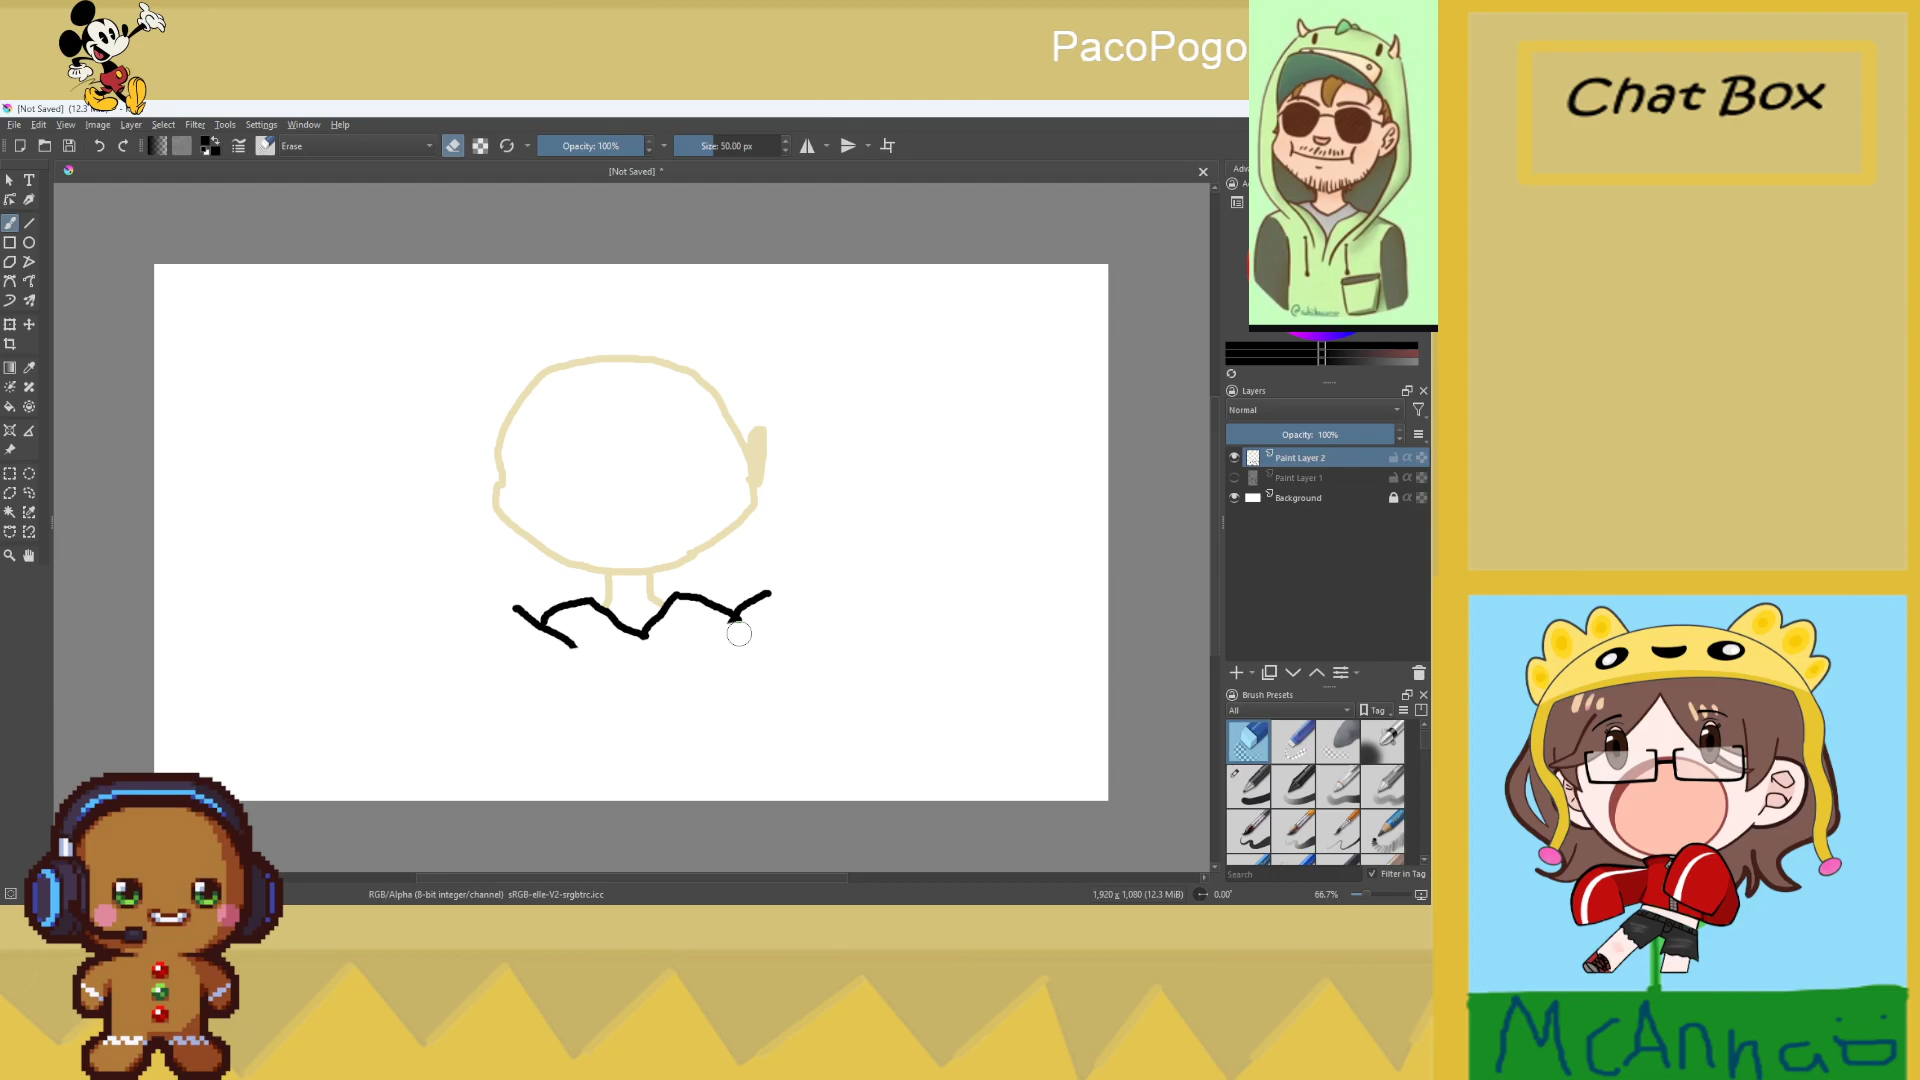 PacoPogo
Chat Box
[Not Saved] (12.3
File Edit View Image Layer Select Filter Tools Settings Window Help
Erase
Opacity: 100%
Size: 50.00 px
[Not Saved] *
Layers
Normal
Opacity: 100%
Paint Layer 2
Paint Layer 1
Background
Brush Presets
All
Tag
Search
Filter in Tag
RGB/Alpha (8-bit integer/channel) sRGB-elle-V2-srgbtrc.icc
1,920 x 1,080 (12.3 MiB)
0.00°
66.7%
McAnna